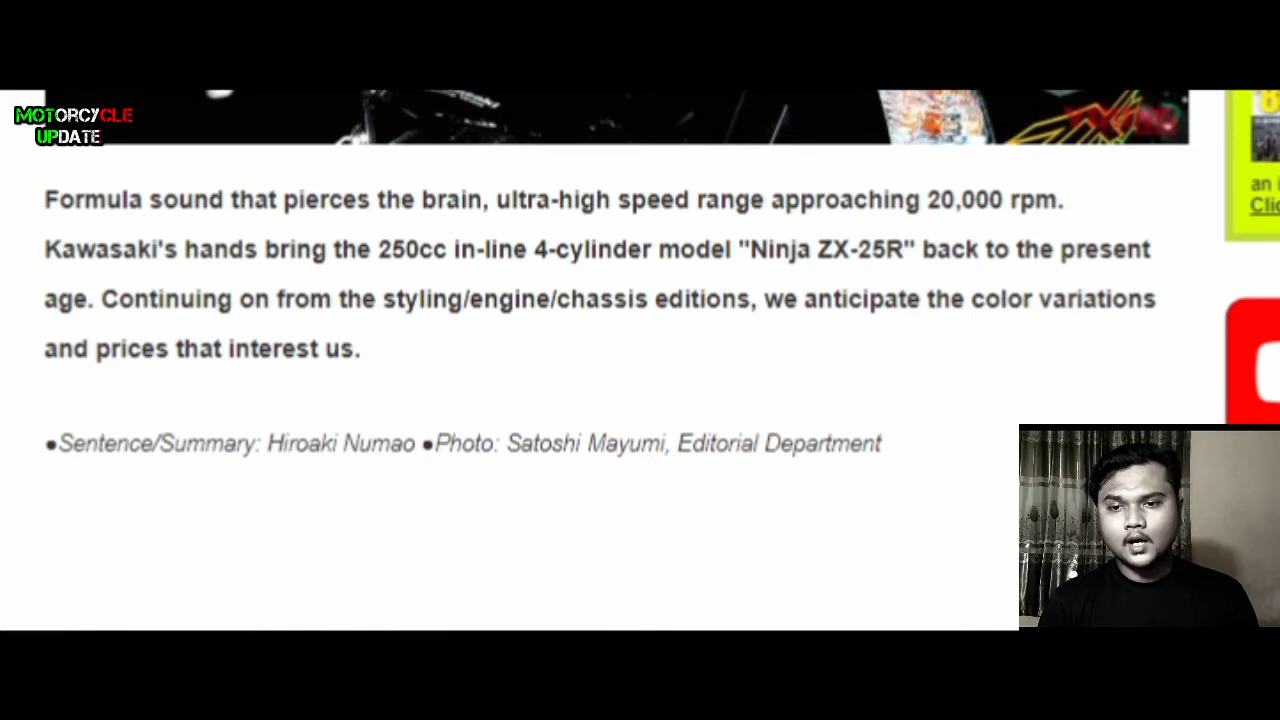 MOTORCYCLE
UPDATE
Formula sound that pierces the brain, ultra-high speed range approaching 20,000 rpm.
Kawasaki's hands bring the 250cc in-line 4-cylinder model "Ninja ZX-25R" back to the present
age. Continuing on from the styling/engine/chassis editions, we anticipate the color variations
and prices that interest us.
●Sentence/Summary: Hiroaki Numao ●Photo: Satoshi Mayumi, Editorial Department
an